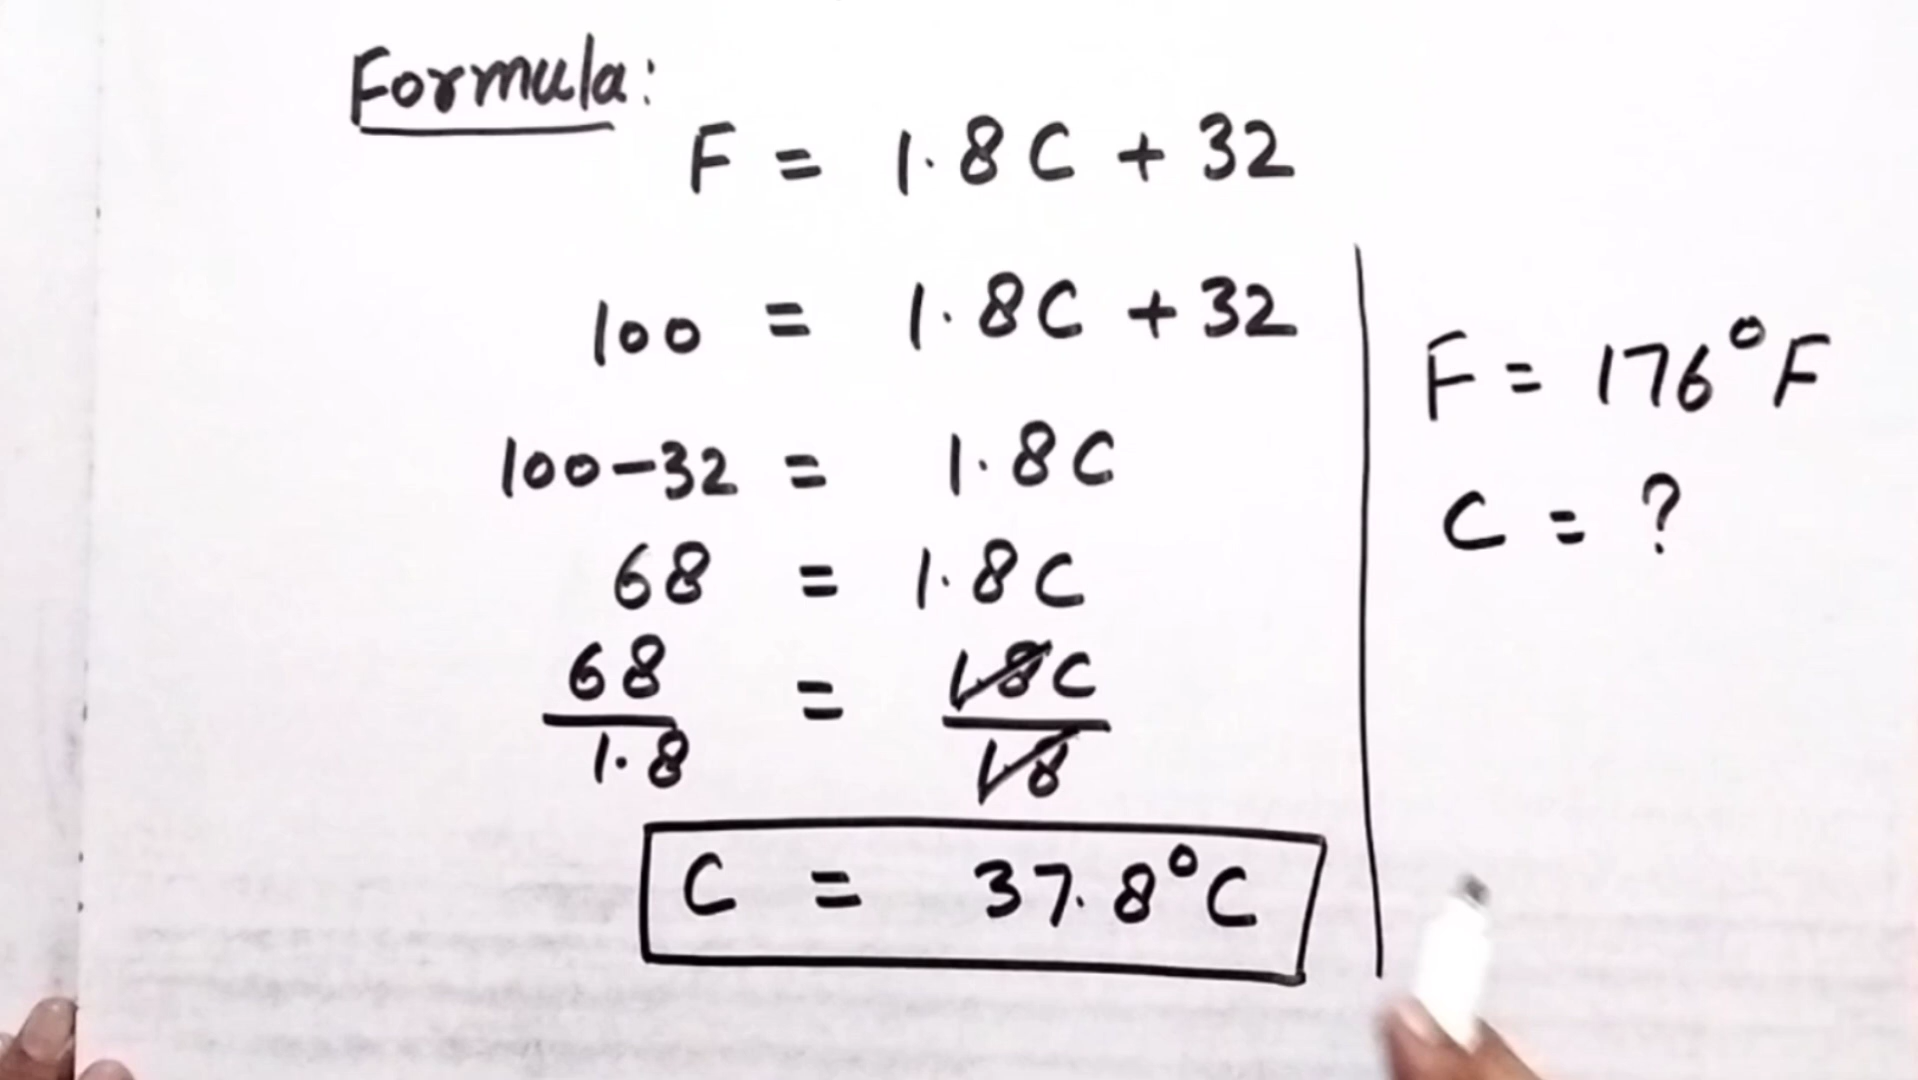 Formula:
F = 1.8C + 32
100 = 1.8C + 32
100-32 = 1.8C
68 = 1.8C
68/1.8 = 1.8C/1.8
C = 37.8°C
F = 176°F
C = ?